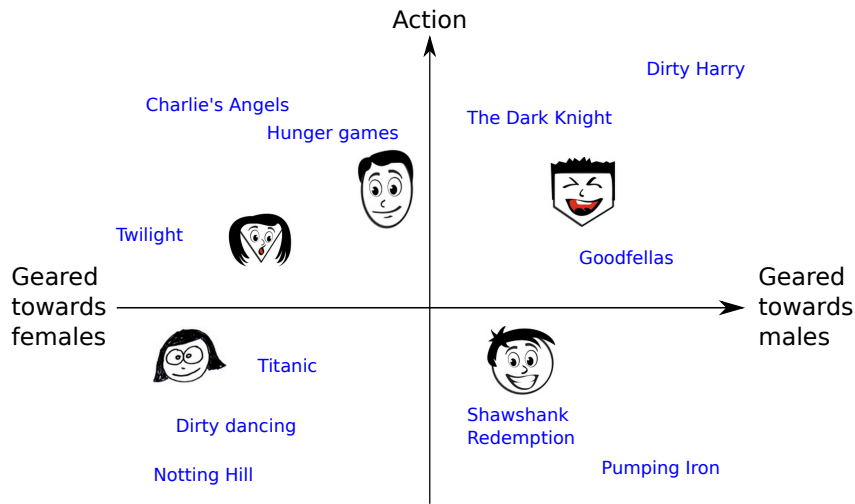 Action
Dirty Harry
Charlie's Angels
The Dark Knight
Hunger games
Twilight
Goodfellas
Geared
towards
females
Geared
towards
males
Titanic
Shawshank
Redemption
Dirty dancing
Notting Hill
Pumping Iron